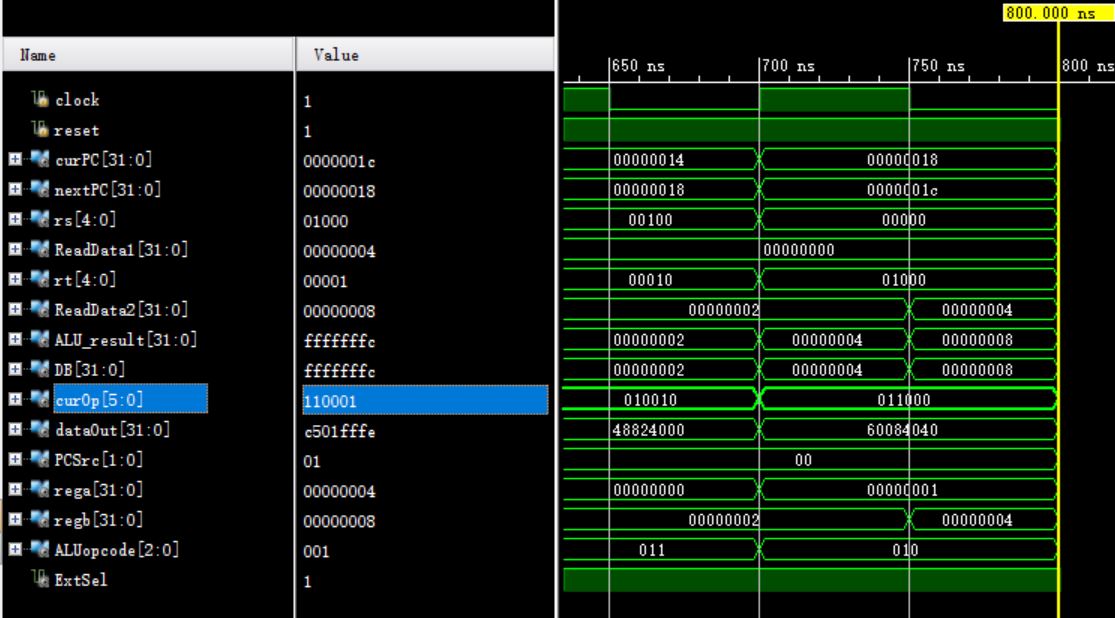 800.000 ns
Name Value
650 ns 700 ns 750 ns 800 ns
clock 1
reset 1
curPC[31:0] 0000001c 00000014 00000018
nextPC[31:0] 00000018 00000018 0000001c
rs[4:0] 01000 00100 00000
ReadData1[31:0] 00000004 00000000
rt[4:0] 00001 00010 01000
ReadData2[31:0] 00000008 00000002 00000004
ALU_result[31:0] fffffffc 00000002 00000004 00000008
DB[31:0] fffffffc 00000002 00000004 00000008
curOp[5:0] 110001 010010 011000
dataOut[31:0] c501fffe 48824000 60084040
PCSrc[1:0] 01 00
rega[31:0] 00000004 00000000 00000001
regb[31:0] 00000008 00000002 00000004
ALUopcode[2:0] 001 011 010
ExtSel 1